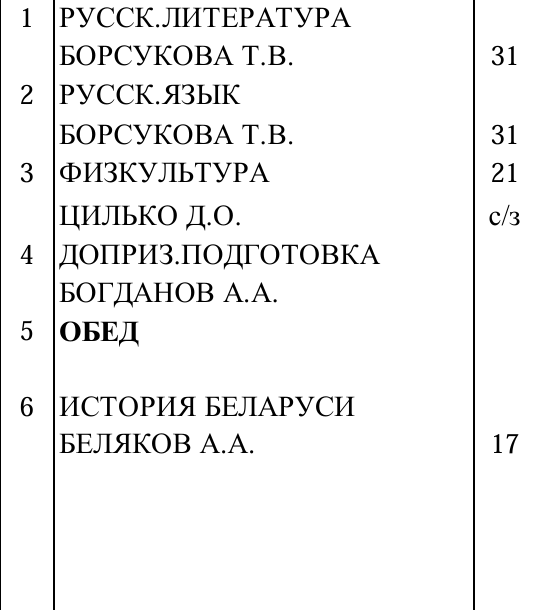 1 РУССК.ЛИТЕРАТУРА
БОРСУКОВА Т.В. 31
2 РУССК.ЯЗЫК
БОРСУКОВА Т.В. 31
3 ФИЗКУЛЬТУРА 21
ЦИЛЬКО Д.О. с/з
4 ДОПРИЗ.ПОДГОТОВКА
БОГДАНОВ А.А.
5 ОБЕД
6 ИСТОРИЯ БЕЛАРУСИ
БЕЛЯКОВ А.А. 17